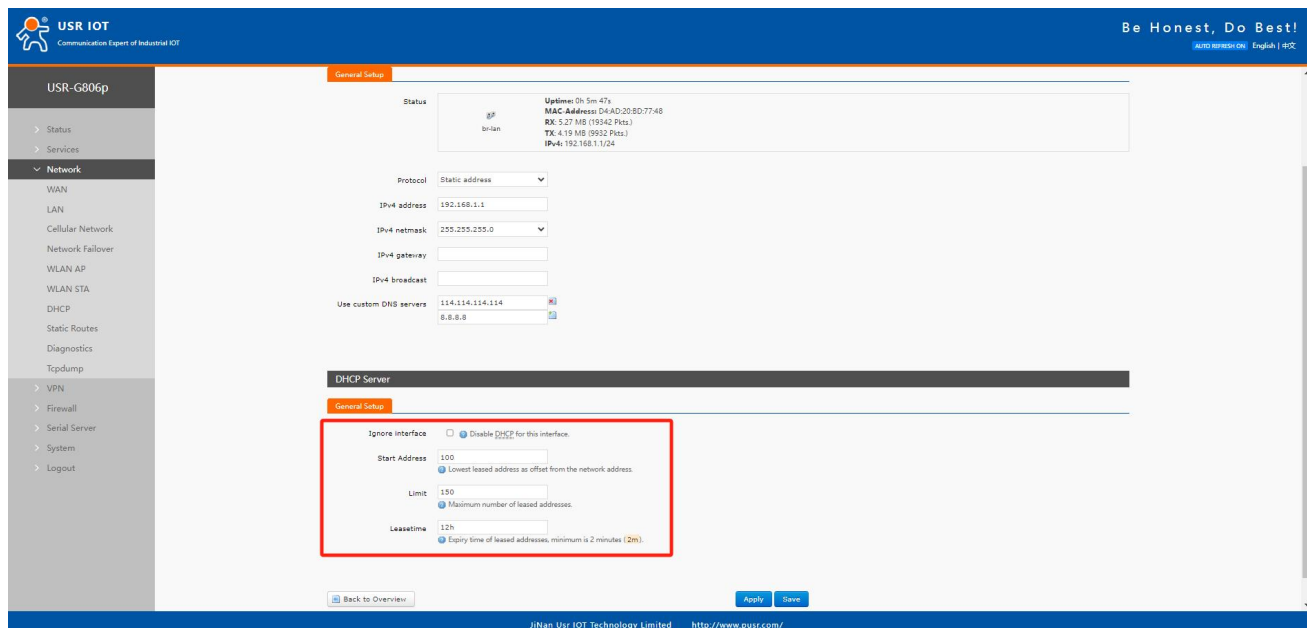 USR IOT
Communication Expert of Industrial IOT
Be Honest, Do Best!
AUTO REFRESH ON English | 中文
USR-G806p
Status
Services
Network
WAN
LAN
Cellular Network
Network Failover
WLAN AP
WLAN STA
DHCP
Static Routes
Diagnostics
Tcpdump
VPN
Firewall
Serial Server
System
Logout
General Setup
Status
br-lan
Uptime: 0h 5m 47s
MAC-Address: D4:AD:20:BD:77:48
RX: 5.27 MB (19342 Pkts.)
TX: 4.19 MB (9932 Pkts.)
IPv4: 192.168.1.1/24
Protocol Static address
IPv4 address 192.168.1.1
IPv4 netmask 255.255.255.0
IPv4 gateway
IPv4 broadcast
Use custom DNS servers 114.114.114.114
8.8.8.8
DHCP Server
General Setup
Ignore interface Disable DHCP for this interface.
Start Address 100
Lowest leased address as offset from the network address.
Limit 150
Maximum number of leased addresses.
Leasetime 12h
Expiry time of leased addresses, minimum is 2 minutes (2m).
Back to Overview Apply Save
JiNan Usr IOT Technology Limited http://www.pusr.com/